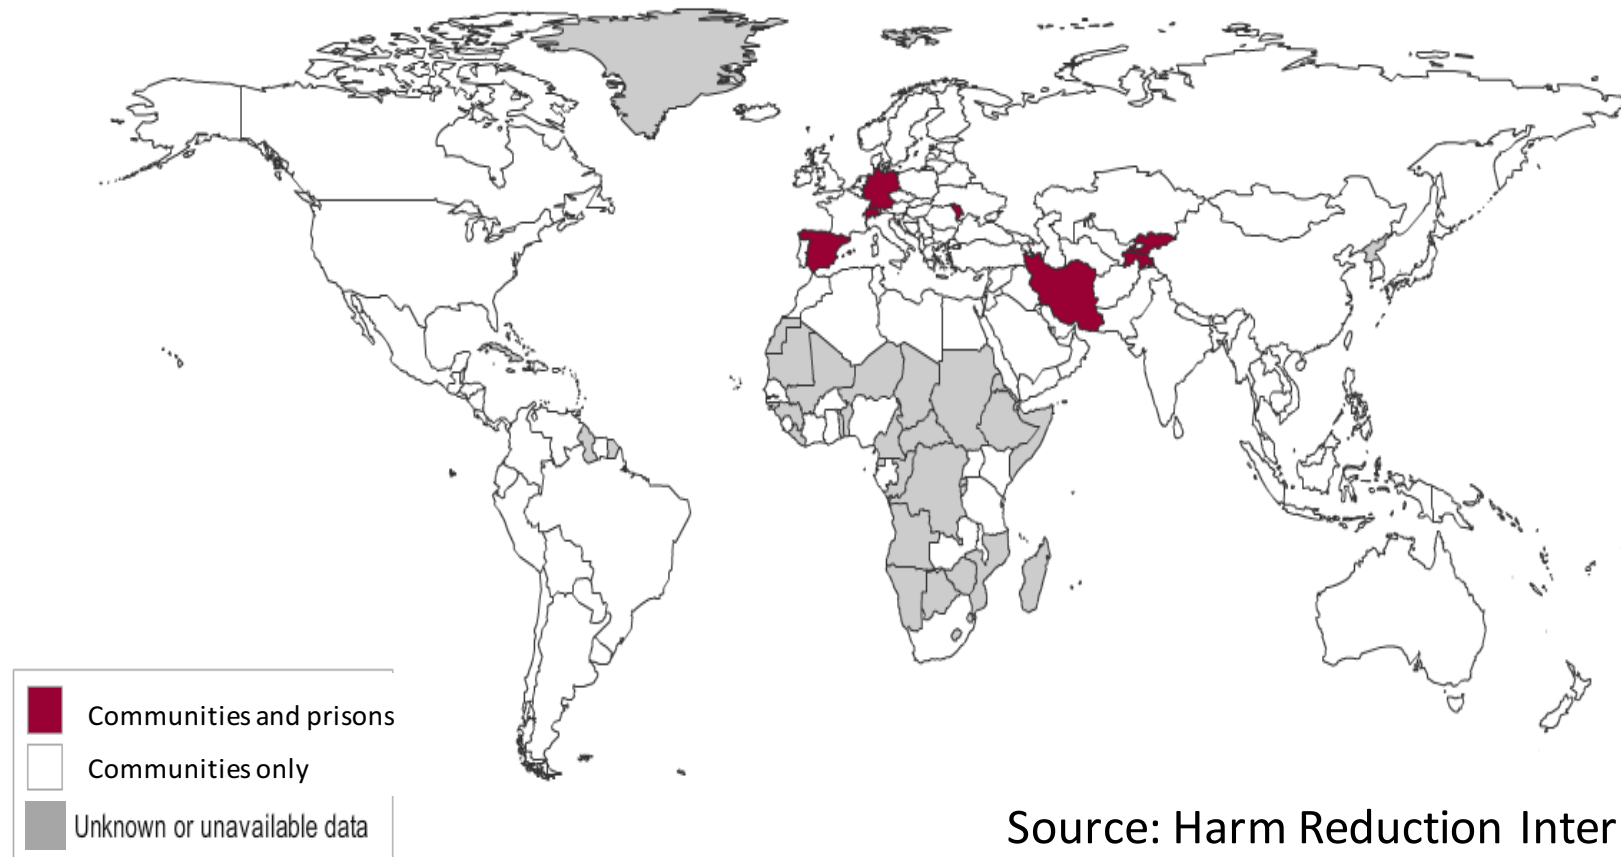 Communities and prisons
Communities only
Unknown or unavailable data
Source: Harm Reduction Inter